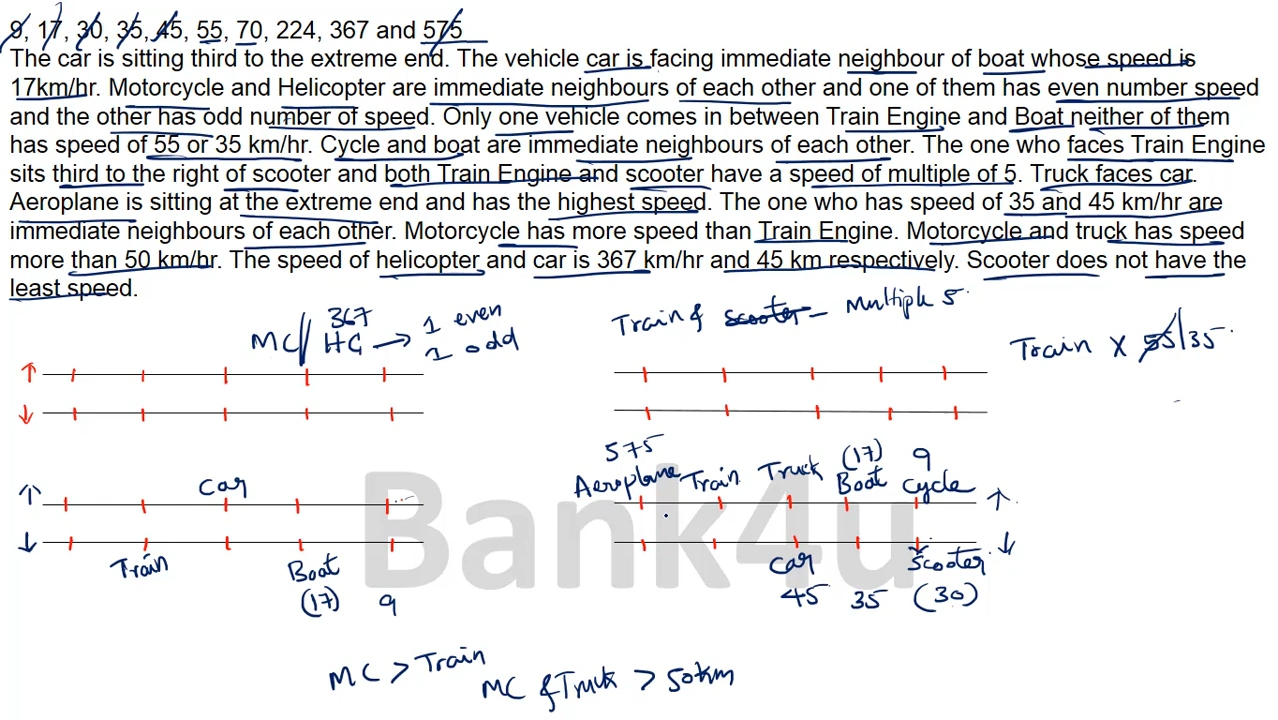 9, 17, 30, 35, 45, 55, 70, 224, 367 and 575
The car is sitting third to the extreme end. The vehicle car is facing immediate neighbour of boat whose speed is
17km/hr. Motorcycle and Helicopter are immediate neighbours of each other and one of them has even number speed
and the other has odd number of speed. Only one vehicle comes in between Train Engine and Boat neither of them
has speed of 55 or 35 km/hr. Cycle and boat are immediate neighbours of each other. The one who faces Train Engine
sits third to the right of scooter and both Train Engine and scooter have a speed of multiple of 5. Truck faces car.
Aeroplane is sitting at the extreme end and has the highest speed. The one who has speed of 35 and 45 km/hr are
immediate neighbours of each other. Motorcycle has more speed than Train Engine. Motorcycle and truck has speed
more than 50 km/hr. The speed of helicopter and car is 367 km/hr and 45 km respectively. Scooter does not have the
least speed.
367
MC / HC → 1 even
1 odd
Train & scooter - Multiple 5.
Train X 55/35.
↑
↓
575 (17) 9
Aeroplane Train Truck Boat Cycle ↑
car
↑
↓
Train Boat
(17) 9
car Scooter ↓
45 35 (30)
Bank4u
MC > Train
MC & Truck > 50km